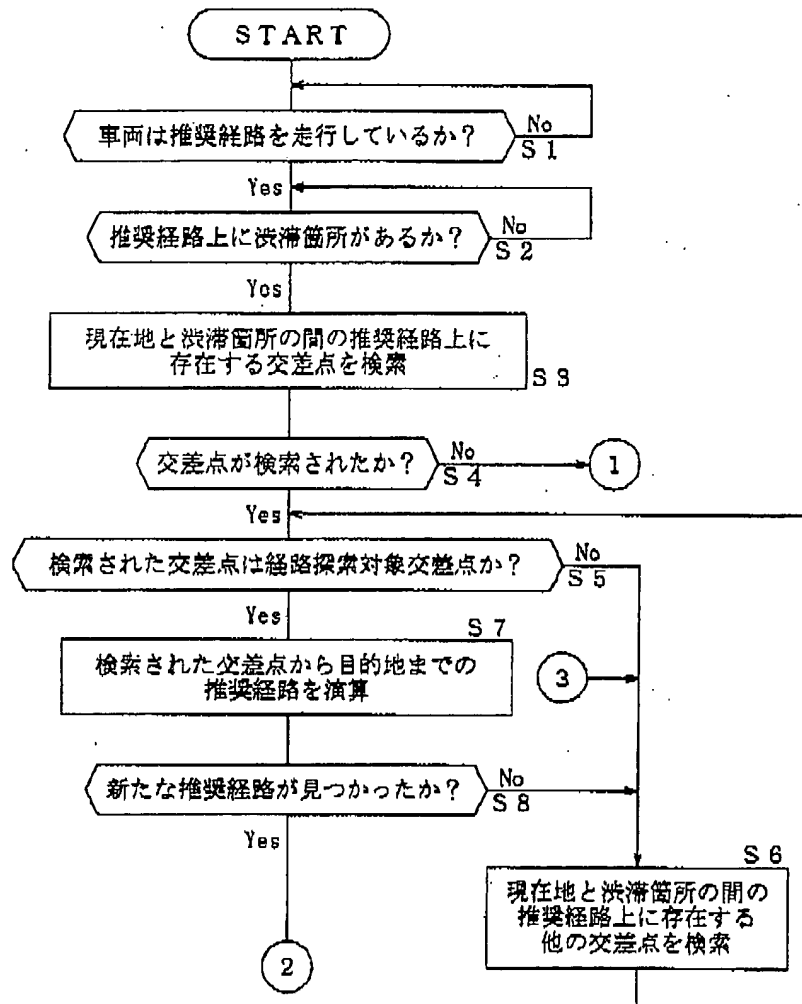 START
車両は推奨経路を走行しているか?
No
S1
Yes
推奨経路上に渋滞箇所があるか?
No
S2
Yes
現在地と渋滞箇所の間の推奨経路上に
存在する交差点を検索
S3
交差点が検索されたか?
No
S4
1
Yes
検索された交差点は経路探索対象交差点か?
No
S5
Yes
S7
検索された交差点から目的地までの
推奨経路を演算
3
新たな推奨経路が見つかったか?
No
S8
Yes
S6
現在地と渋滞箇所の間の
推奨経路上に存在する
他の交差点を検索
2